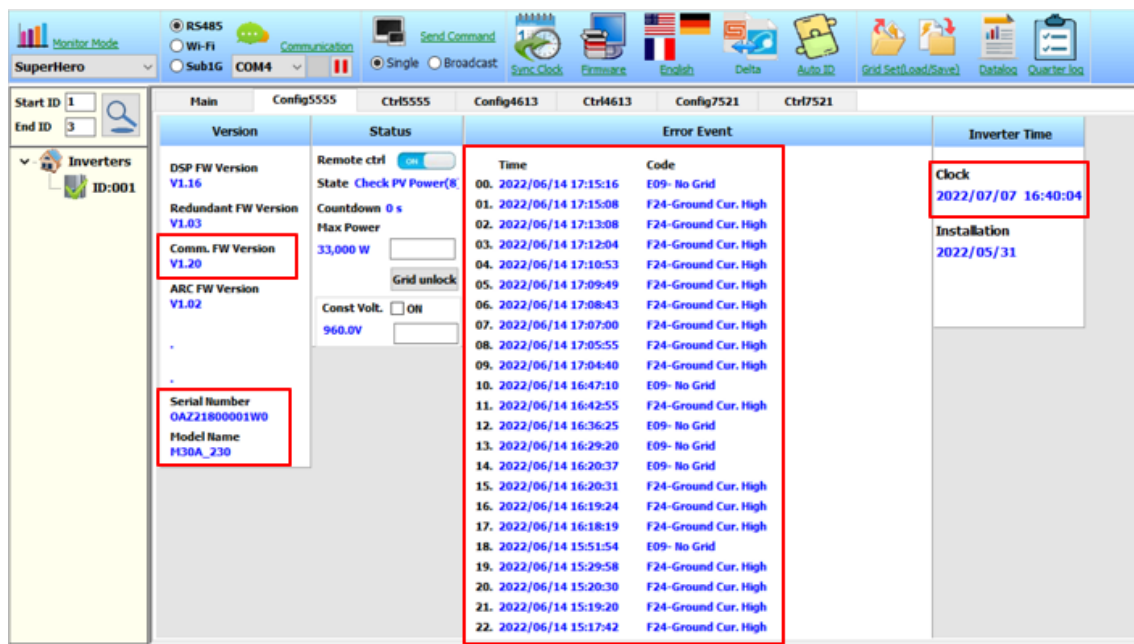 Monitor Mode
SuperHero
RS485
Wi-Fi
Sub1G COM4
Communication
Send Command
Single Broadcast
Sync Clock
Firmware
English
Delta
Auto ID
Grid Set(Load/Save)
Datalog
Quarter log
Start ID 1
End ID 3
Inverters
ID:001
Main Config5555 Ctrl5555 Config4613 Ctrl4613 Config7521 Ctrl7521
Version
DSP FW Version
V1.16
Redundant FW Version
V1.03
Comm. FW Version
V1.20
ARC FW Version
V1.02
.
.
Serial Number
OAZ21800001W0
Model Name
M30A_230
Status
Remote ctrl ON
State Check PV Power(8
Countdown 0 s
Max Power
33,000 W
Grid unlock
Const Volt. ON
960.0V
Error Event
Time Code
00. 2022/06/14 17:15:16 E09- No Grid
01. 2022/06/14 17:15:08 F24-Ground Cur. High
02. 2022/06/14 17:13:08 F24-Ground Cur. High
03. 2022/06/14 17:12:04 F24-Ground Cur. High
04. 2022/06/14 17:10:53 F24-Ground Cur. High
05. 2022/06/14 17:09:49 F24-Ground Cur. High
06. 2022/06/14 17:08:43 F24-Ground Cur. High
07. 2022/06/14 17:07:00 F24-Ground Cur. High
08. 2022/06/14 17:05:55 F24-Ground Cur. High
09. 2022/06/14 17:04:40 F24-Ground Cur. High
10. 2022/06/14 16:47:10 E09- No Grid
11. 2022/06/14 16:42:55 F24-Ground Cur. High
12. 2022/06/14 16:36:25 E09- No Grid
13. 2022/06/14 16:29:20 E09- No Grid
14. 2022/06/14 16:20:37 E09- No Grid
15. 2022/06/14 16:20:31 F24-Ground Cur. High
16. 2022/06/14 16:19:24 F24-Ground Cur. High
17. 2022/06/14 16:18:19 F24-Ground Cur. High
18. 2022/06/14 15:51:54 E09- No Grid
19. 2022/06/14 15:29:58 F24-Ground Cur. High
20. 2022/06/14 15:20:30 F24-Ground Cur. High
21. 2022/06/14 15:19:20 F24-Ground Cur. High
22. 2022/06/14 15:17:42 F24-Ground Cur. High
Inverter Time
Clock
2022/07/07 16:40:04
Installation
2022/05/31